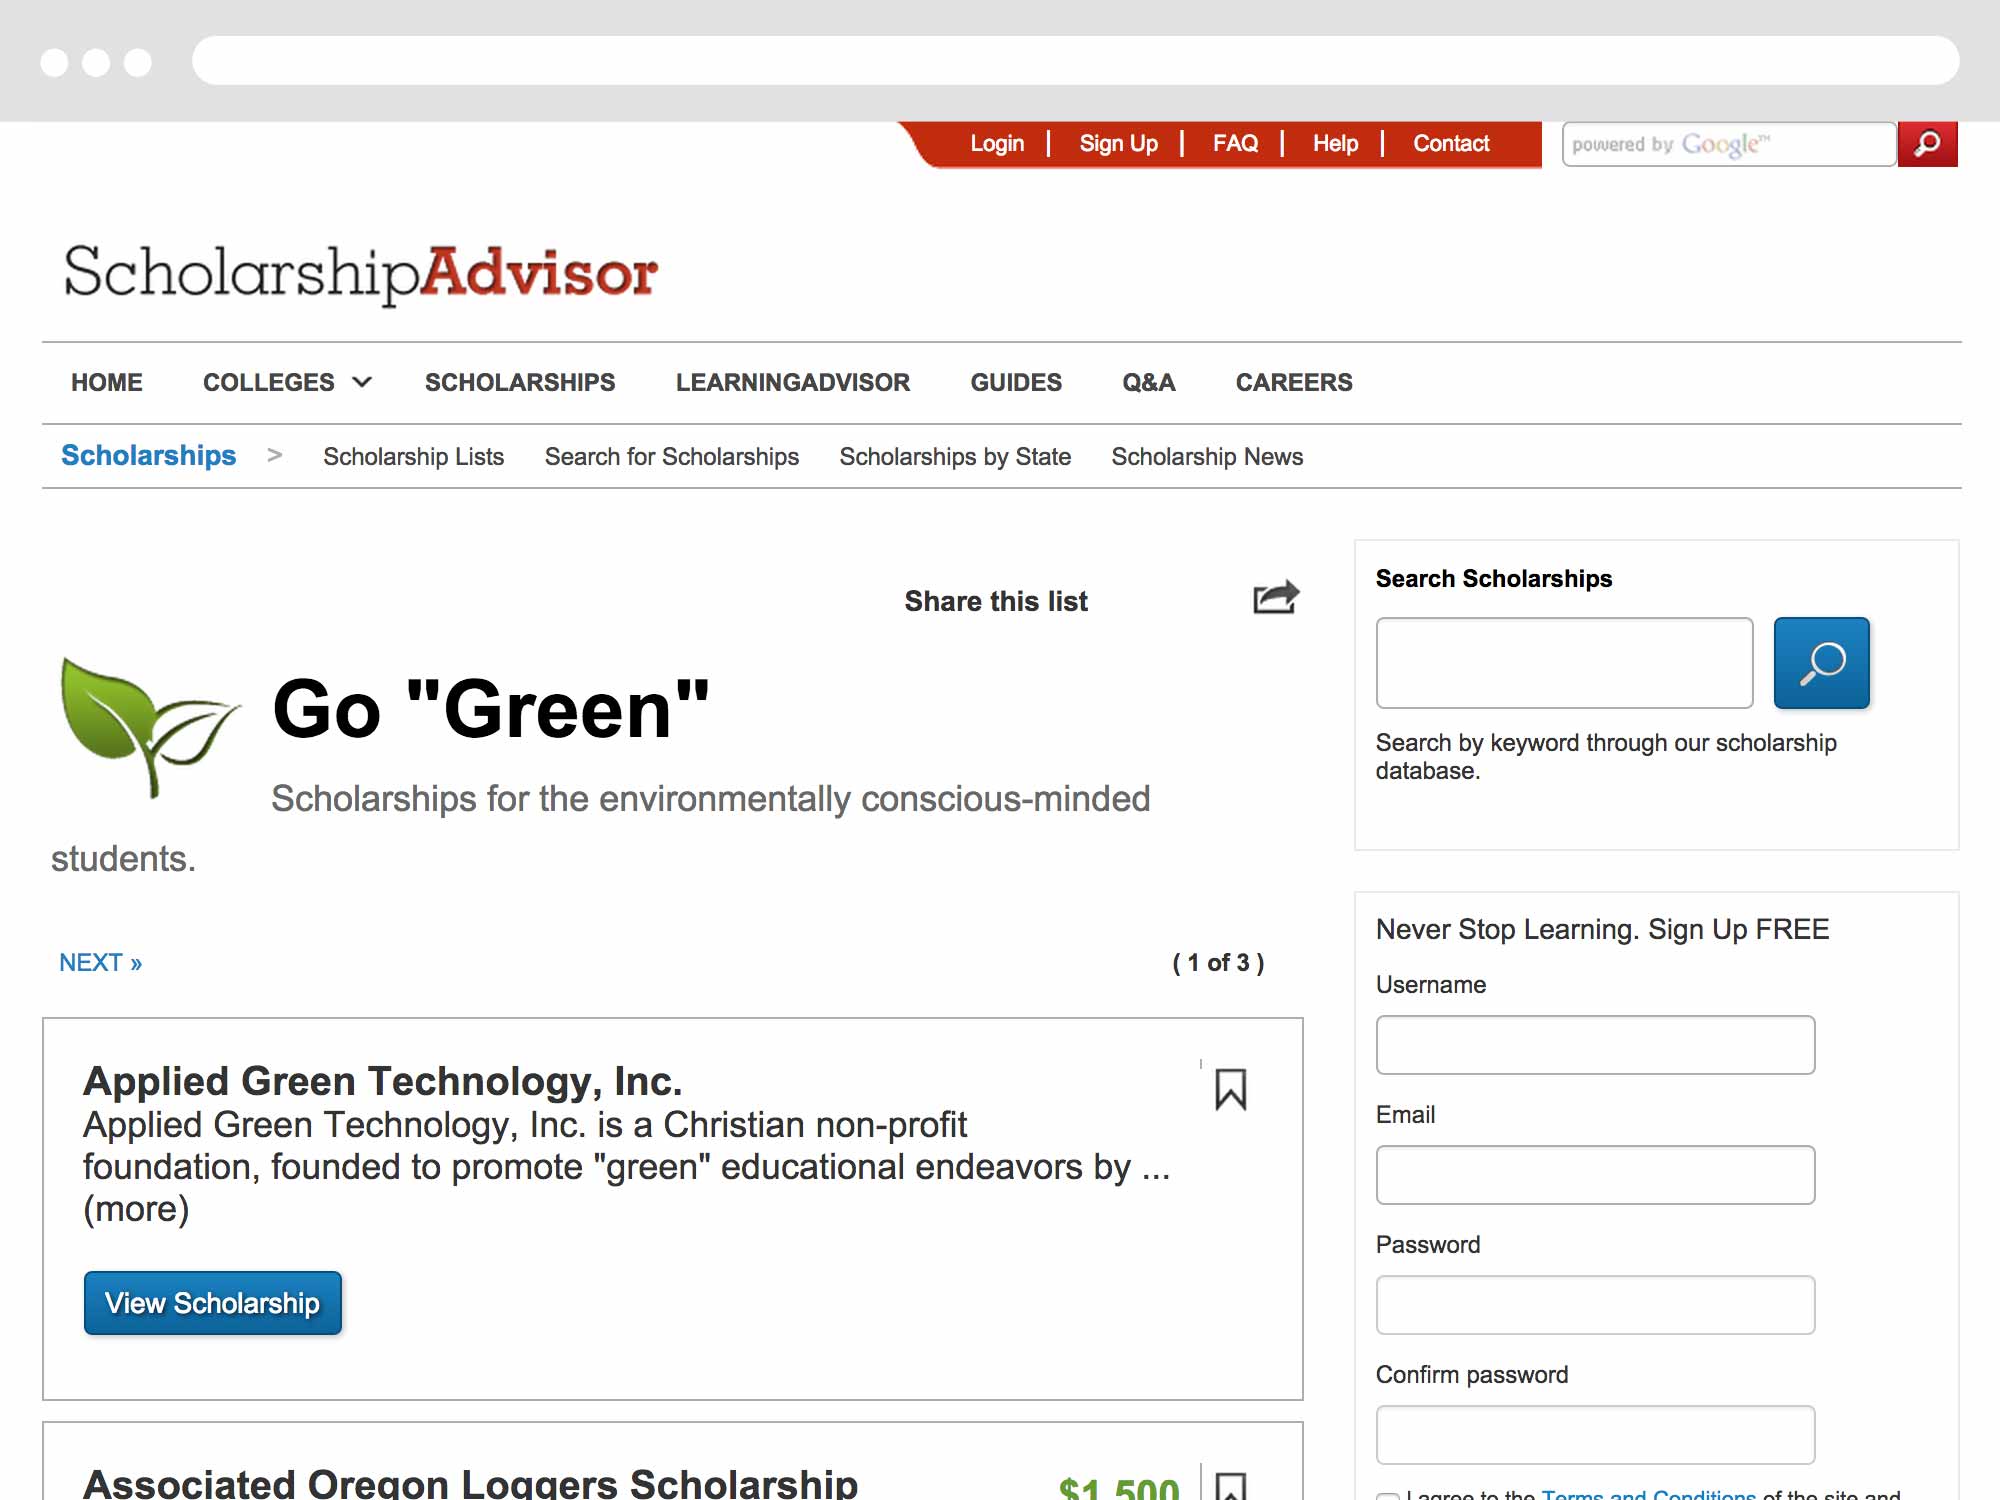 Login | Sign Up | FAQ | Help | Contact
powered by Google™
ScholarshipAdvisor
HOME COLLEGES SCHOLARSHIPS LEARNINGADVISOR GUIDES Q&A CAREERS
Scholarships > Scholarship Lists Search for Scholarships Scholarships by State Scholarship News
Share this list
Go "Green"
Scholarships for the environmentally conscious-minded
students.
NEXT »
( 1 of 3 )
Applied Green Technology, Inc.
Applied Green Technology, Inc. is a Christian non-profit
foundation, founded to promote "green" educational endeavors by ...
(more)
View Scholarship
Associated Oregon Loggers Scholarship
$1,500
Search Scholarships
Search by keyword through our scholarship
database.
Never Stop Learning. Sign Up FREE
Username
Email
Password
Confirm password
I agree to the Terms and Conditions of the site and